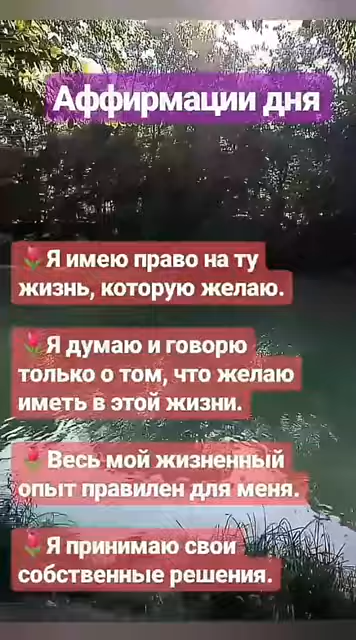 Аффирмации дня
🌷Я имею право на ту
жизнь, которую желаю.
🌷Я думаю и говорю
только о том, что желаю
иметь в этой жизни.
🌷Весь мой жизненный
опыт правилен для меня.
🌷Я принимаю свои
собственные решения.